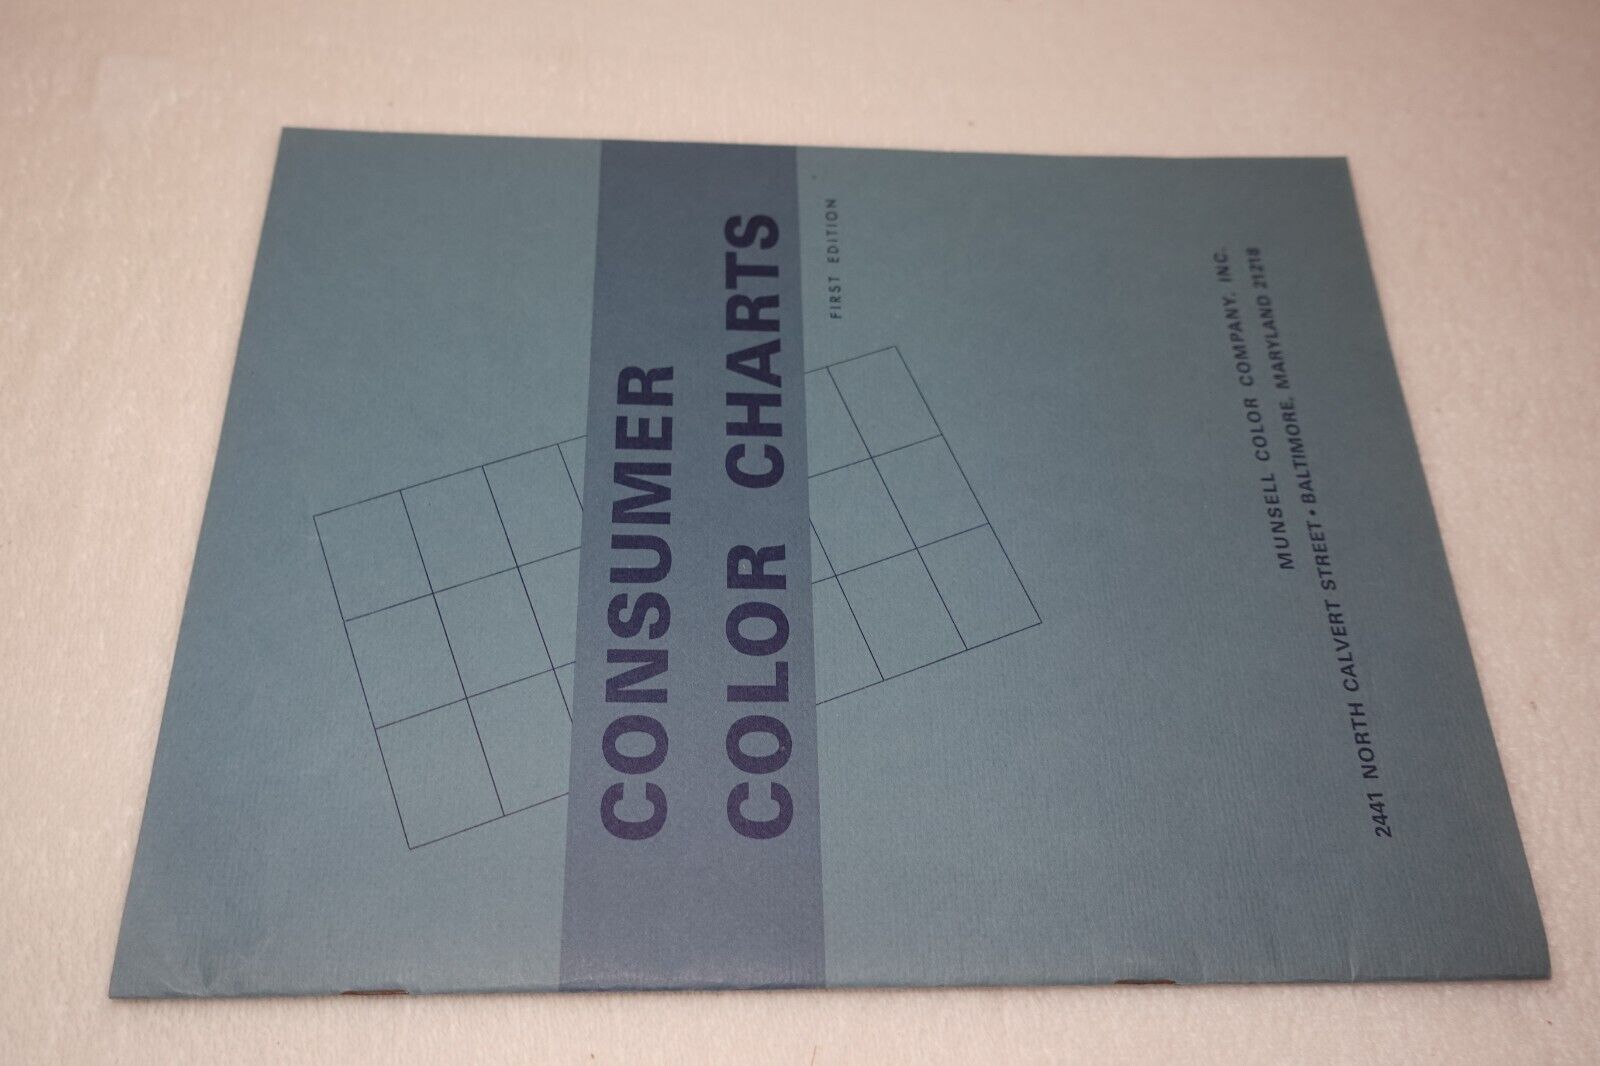 CONSUMER
COLOR CHARTS
FIRST EDITION
MUNSELL COLOR COMPANY, INC.
2441 NORTH CALVERT STREET • BALTIMORE, MARYLAND 21218